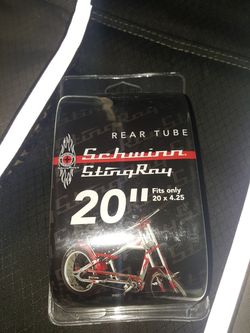 REAR TUBE
Schwinn
StingRay
20"
Fits only
20 x 4.25